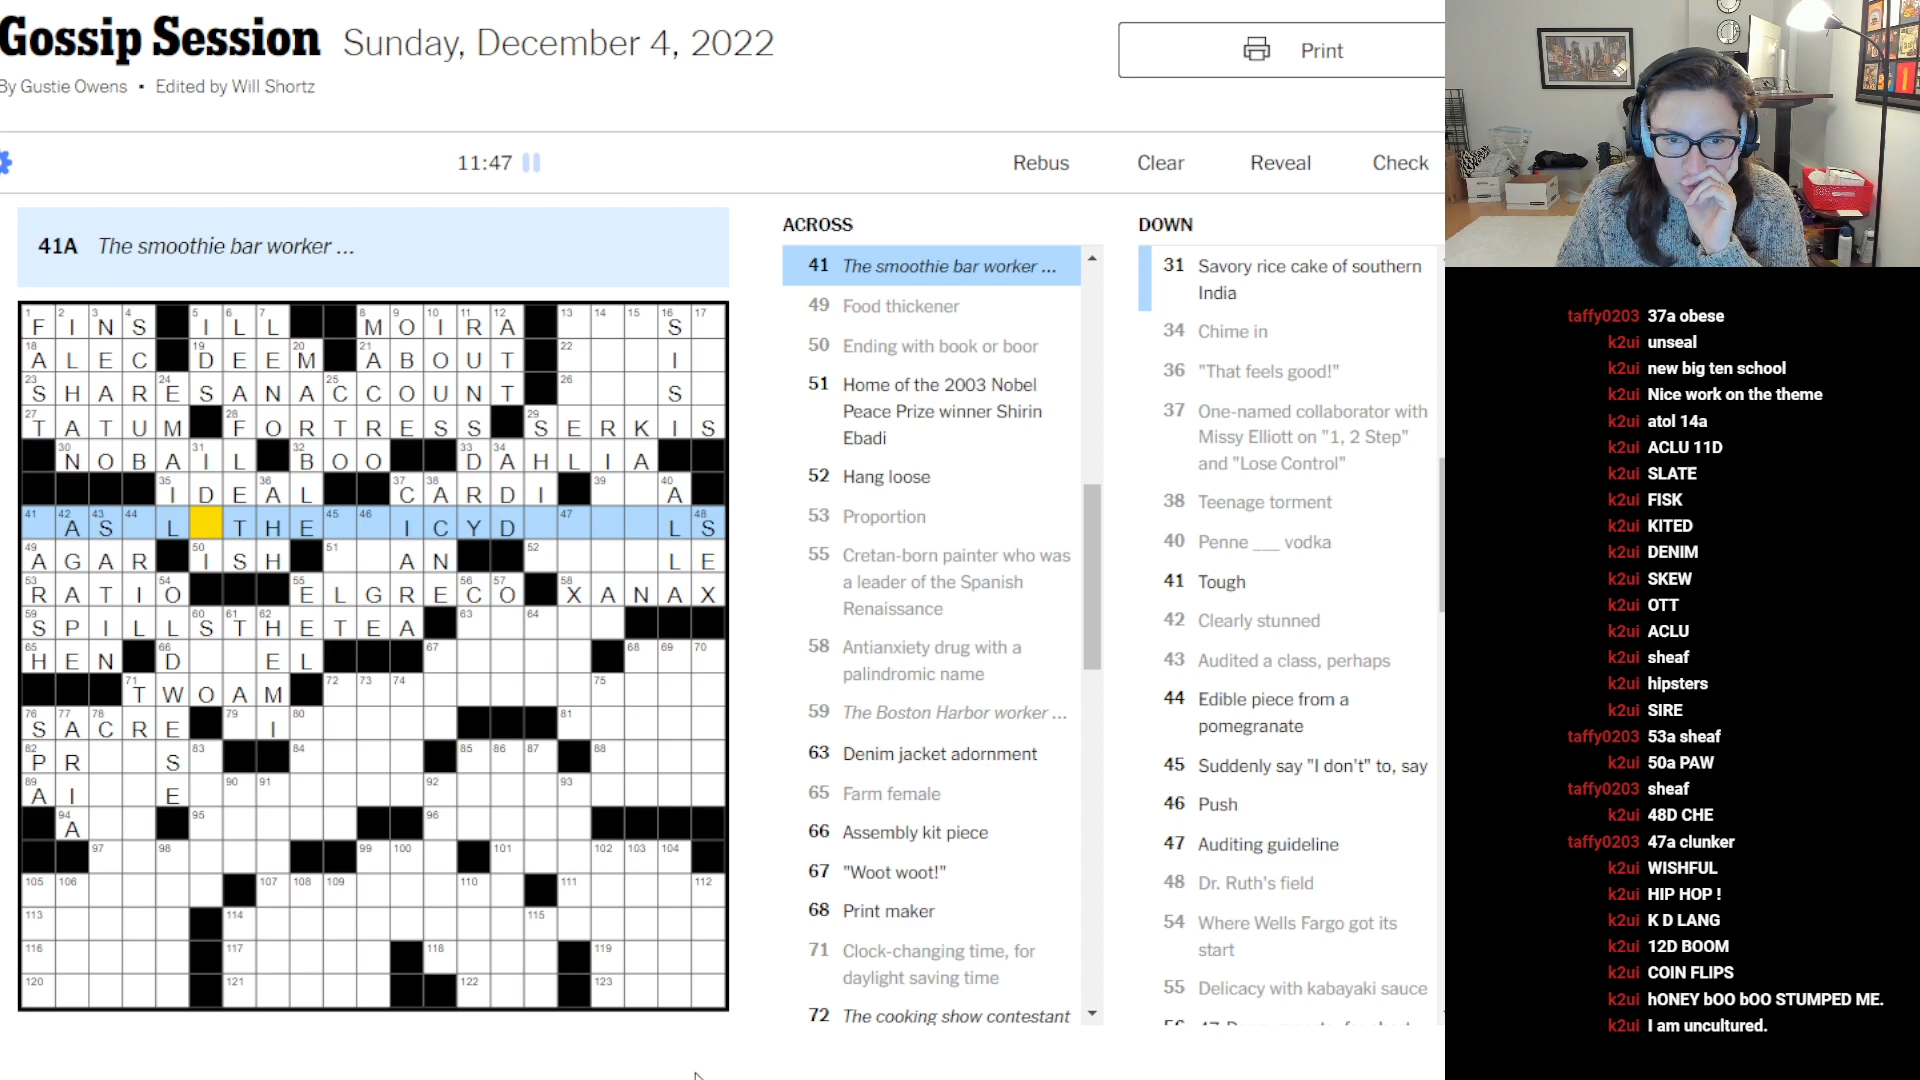 Gossip Session Sunday, December 4, 2022
By Gustie Owens • Edited by Will Shortz
Print
11:47
Rebus Clear Reveal Check
41A The smoothie bar worker ...
ACROSS
41 The smoothie bar worker ...
49 Food thickener
50 Ending with book or boor
51 Home of the 2003 Nobel
Peace Prize winner Shirin
Ebadi
52 Hang loose
53 Proportion
55 Cretan-born painter who was
a leader of the Spanish
Renaissance
58 Antianxiety drug with a
palindromic name
59 The Boston Harbor worker ...
63 Denim jacket adornment
65 Farm female
66 Assembly kit piece
67 "Woot woot!"
68 Print maker
71 Clock-changing time, for
daylight saving time
72 The cooking show contestant
DOWN
31 Savory rice cake of southern
India
34 Chime in
36 "That feels good!"
37 One-named collaborator with
Missy Elliott on "1, 2 Step"
and "Lose Control"
38 Teenage torment
40 Penne ___ vodka
41 Tough
42 Clearly stunned
43 Audited a class, perhaps
44 Edible piece from a
pomegranate
45 Suddenly say "I don't" to, say
46 Push
47 Auditing guideline
48 Dr. Ruth's field
54 Where Wells Fargo got its
start
55 Delicacy with kabayaki sauce
F I N S I L L M O I R A S
A L E C D E E M A B O U T I
S H A R E S A N A C C O U N T S
T A T U M F O R T R E S S S E R K I S
N O B A I L B O O D A H L I A
I D E A L C A R D I A
A S L T H E I C Y D L S
A G A R I S H A N L E
R A T I O E L G R E C O X A N A X
S P I L L S T H E T E A
H E N D E L
T W O A M
S A C R E I
P R S
A I E
A
taffy0203 37a obese
k2ui unseal
k2ui new big ten school
k2ui Nice work on the theme
k2ui atol 14a
k2ui ACLU 11D
k2ui SLATE
k2ui FISK
k2ui KITED
k2ui DENIM
k2ui SKEW
k2ui OTT
k2ui ACLU
k2ui sheaf
k2ui hipsters
k2ui SIRE
taffy0203 53a sheaf
k2ui 50a PAW
taffy0203 sheaf
k2ui 48D CHE
taffy0203 47a clunker
k2ui WISHFUL
k2ui HIP HOP !
k2ui K D LANG
k2ui 12D BOOM
k2ui COIN FLIPS
k2ui hONEY bOO bOO STUMPED ME.
k2ui I am uncultured.